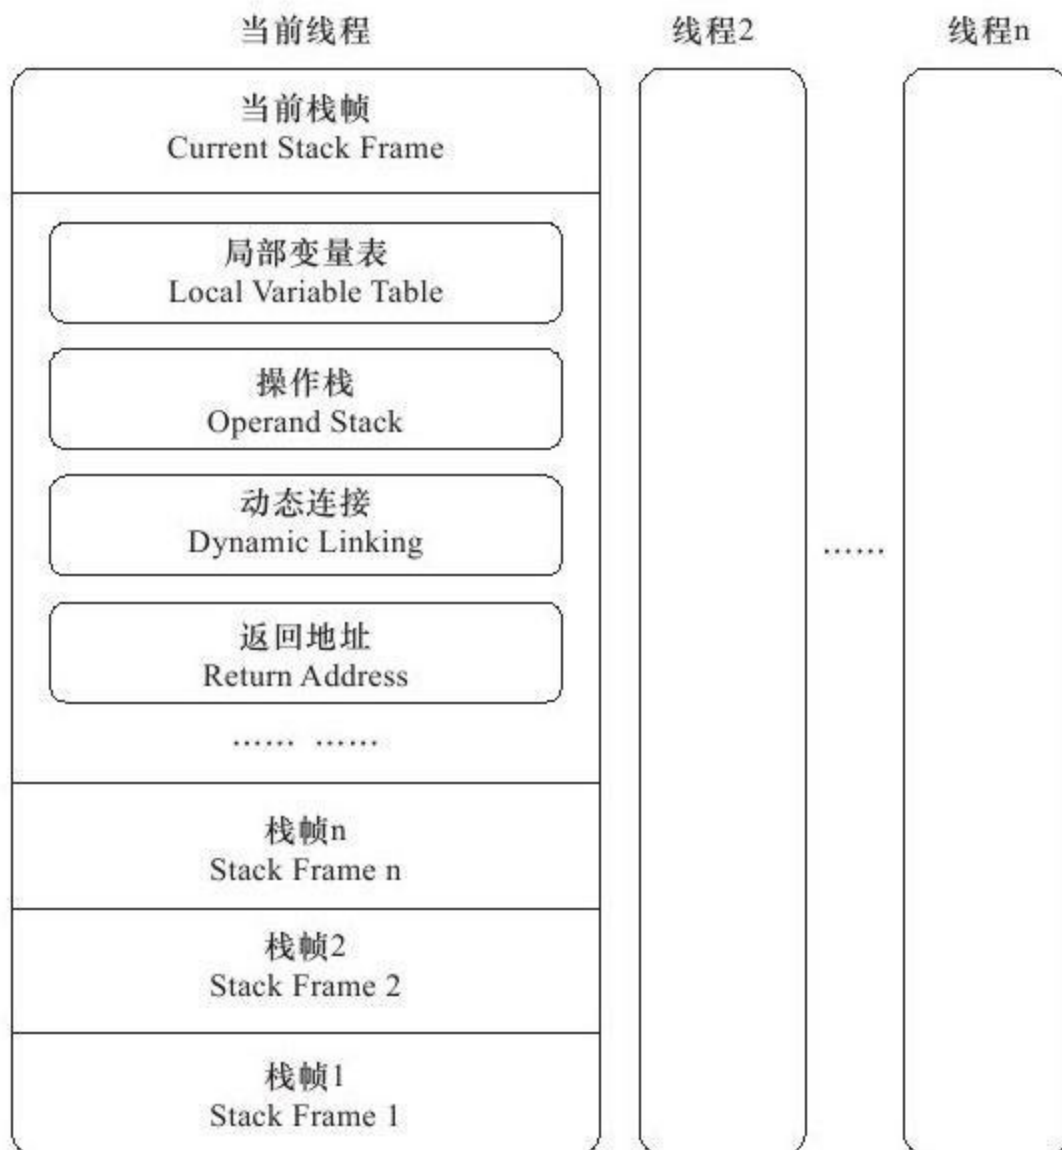 当前线程
线程2
线程n
当前栈帧
Current Stack Frame
局部变量表
Local Variable Table
操作栈
Operand Stack
动态连接
Dynamic Linking
返回地址
Return Address
…… ……
……
栈帧n
Stack Frame n
栈帧2
Stack Frame 2
栈帧1
Stack Frame 1